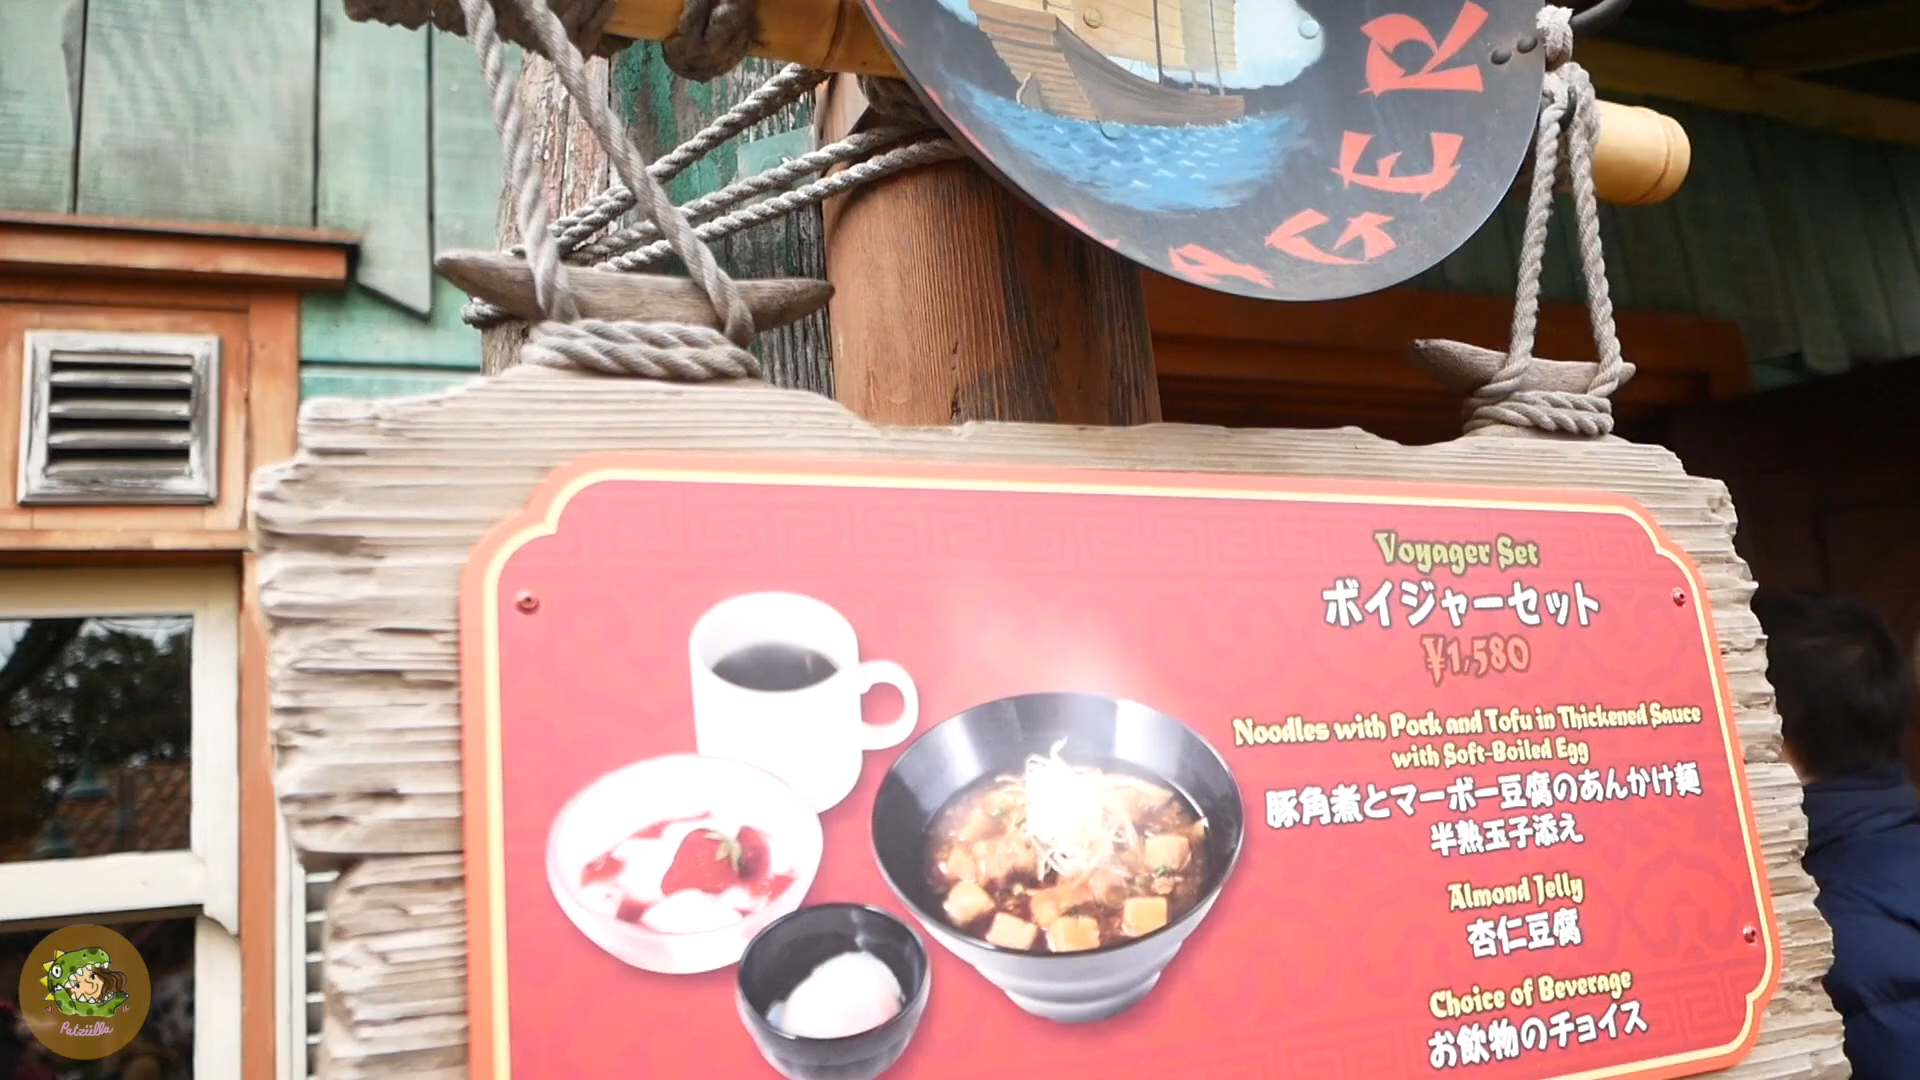 AGER
Voyager Set
ボイジャーセット
¥1,580
Noodles with Pork and Tofu in Thickened Sauce
with Soft-Boiled Egg
豚角煮とマーボー豆腐のあんかけ麺
半熟玉子添え
Almond Jelly
杏仁豆腐
Choice of Beverage
お飲物のチョイス
Patziilla